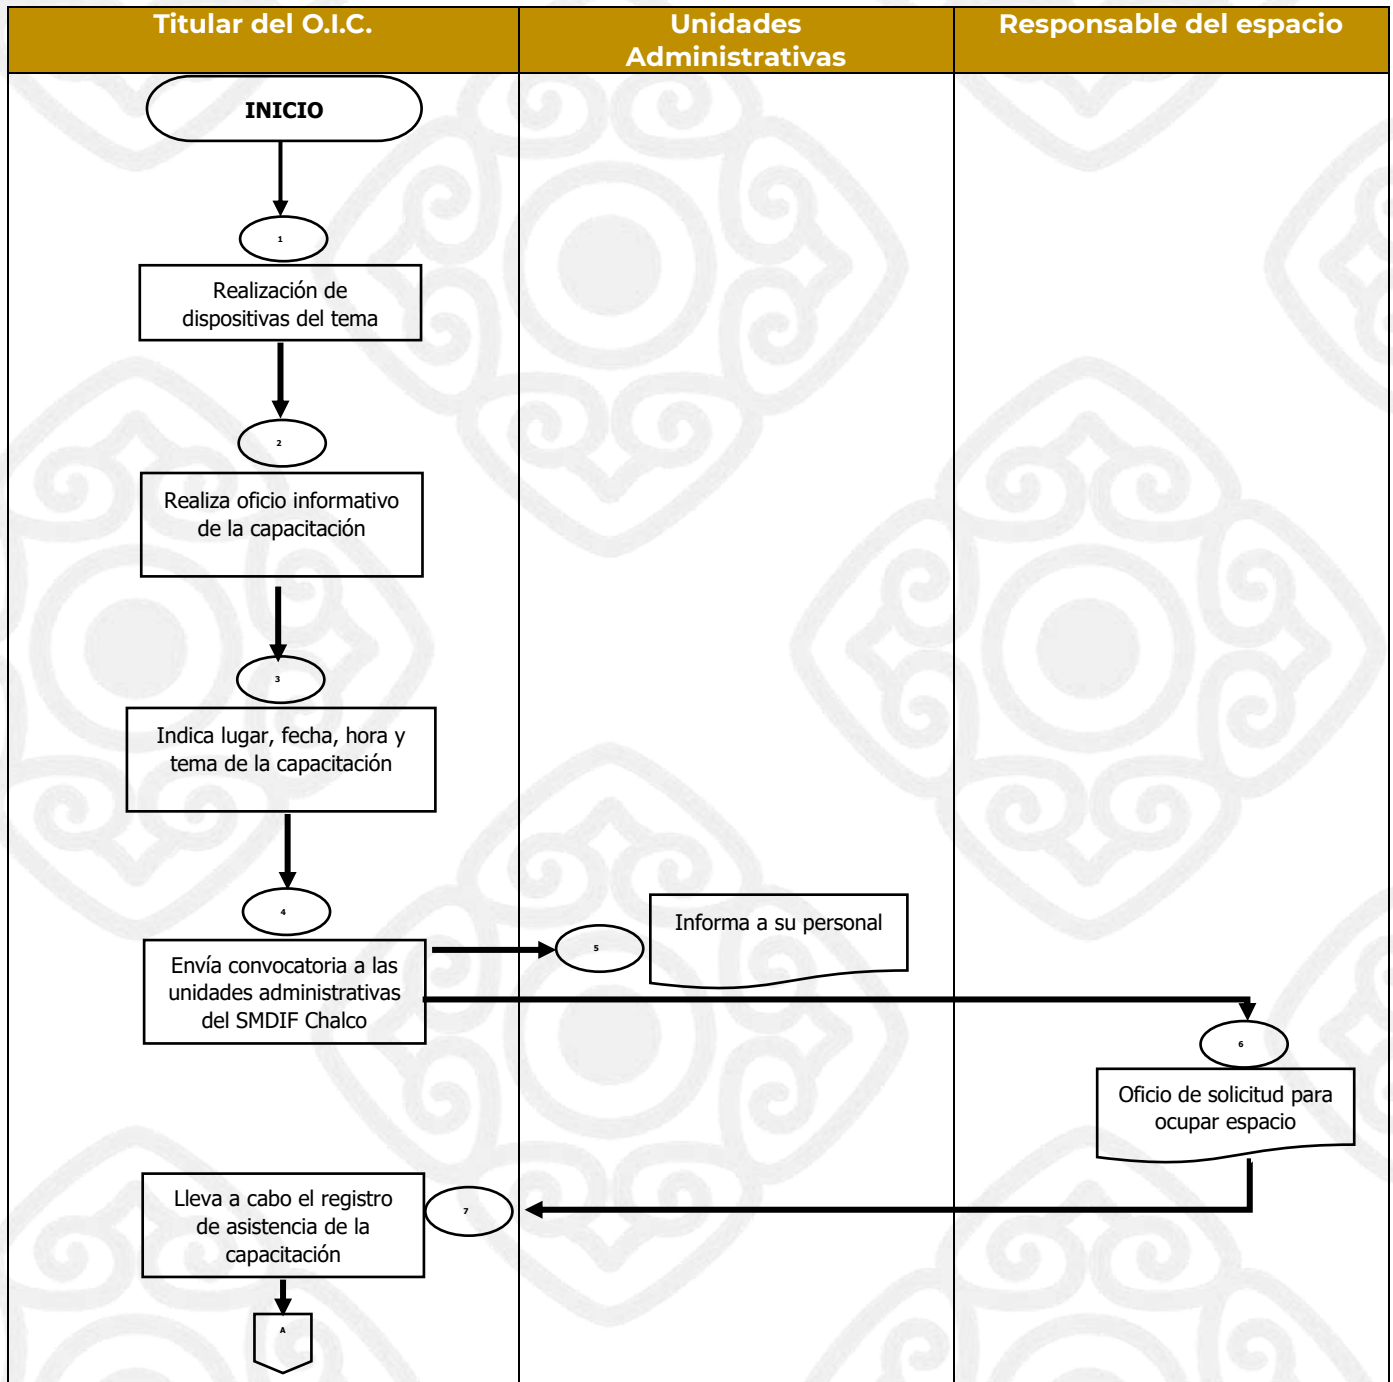 Titular del O.I.C.
Unidades
Administrativas
Responsable del espacio
INICIO
1
Realización de
dispositivas del tema
2
Realiza oficio informativo
de la capacitación
3
Indica lugar, fecha, hora y
tema de la capacitación
4
Envía convocatoria a las
unidades administrativas
del SMDIF Chalco
5
Informa a su personal
6
Oficio de solicitud para
ocupar espacio
7
Lleva a cabo el registro
de asistencia de la
capacitación
A